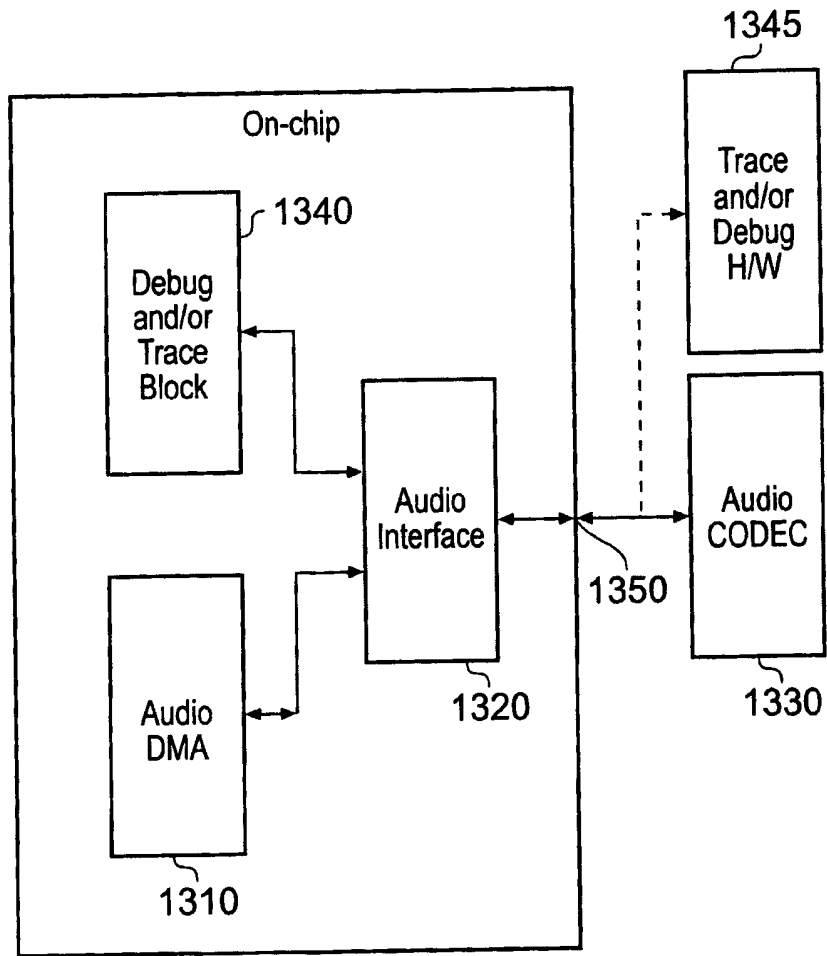 1345
On-chip
Trace
and/or
Debug
H/W
1340
Debug
and/or
Trace
Block
Audio
Interface
Audio
CODEC
1350
Audio
DMA
1320
1330
1310